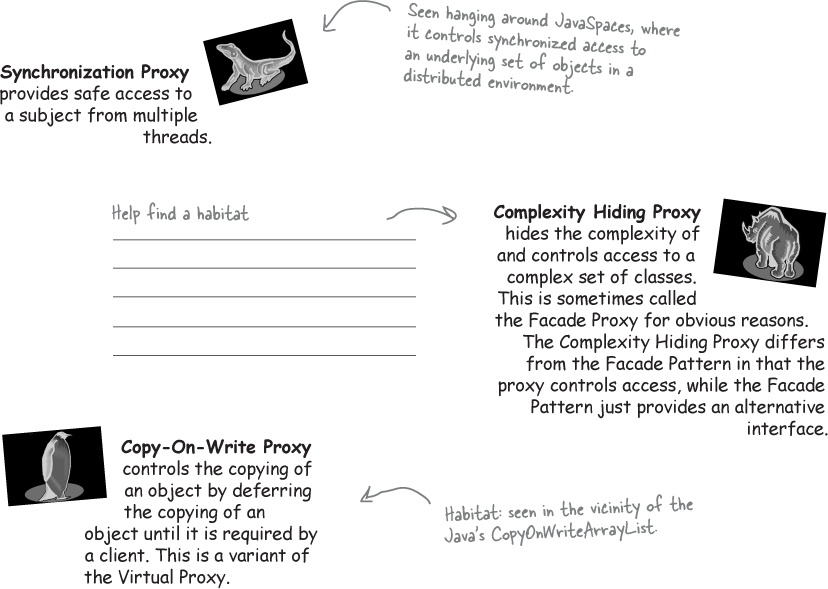 Seen hanging around JavaSpaces, where
it controls synchronized access to
an underlying set of objects in a
distributed environment.
Synchronization Proxy
provides safe access to
a subject from multiple
threads.
Help find a habitat
Complexity Hiding Proxy
hides the complexity of
and controls access to a
complex set of classes.
This is sometimes called
the Facade Proxy for obvious reasons.
The Complexity Hiding Proxy differs
from the Facade Pattern in that the
proxy controls access, while the Facade
Pattern just provides an alternative
interface.
Copy-On-Write Proxy
controls the copying of
an object by deferring
the copying of an
object until it is required by
a client. This is a variant of
the Virtual Proxy.
Habitat: seen in the vicinity of the
Java's CopyOnWriteArrayList.